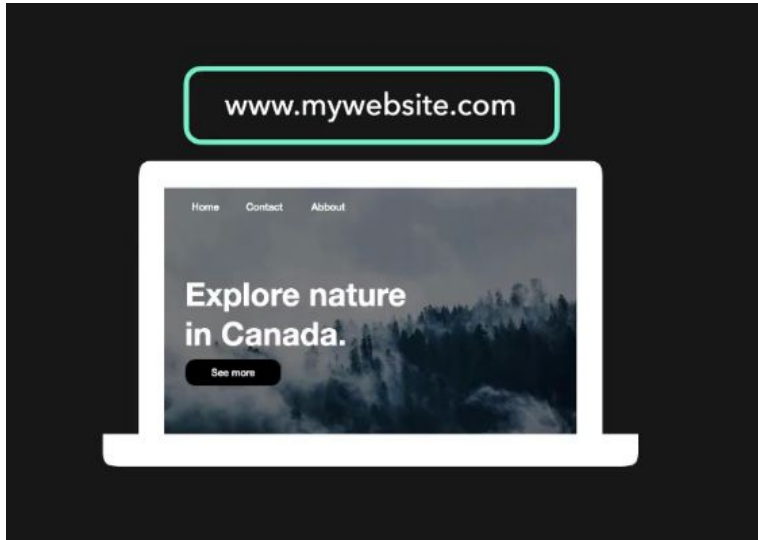 www.mywebsite.com
Home Contact Abbout
Explore nature
in Canada.
See more